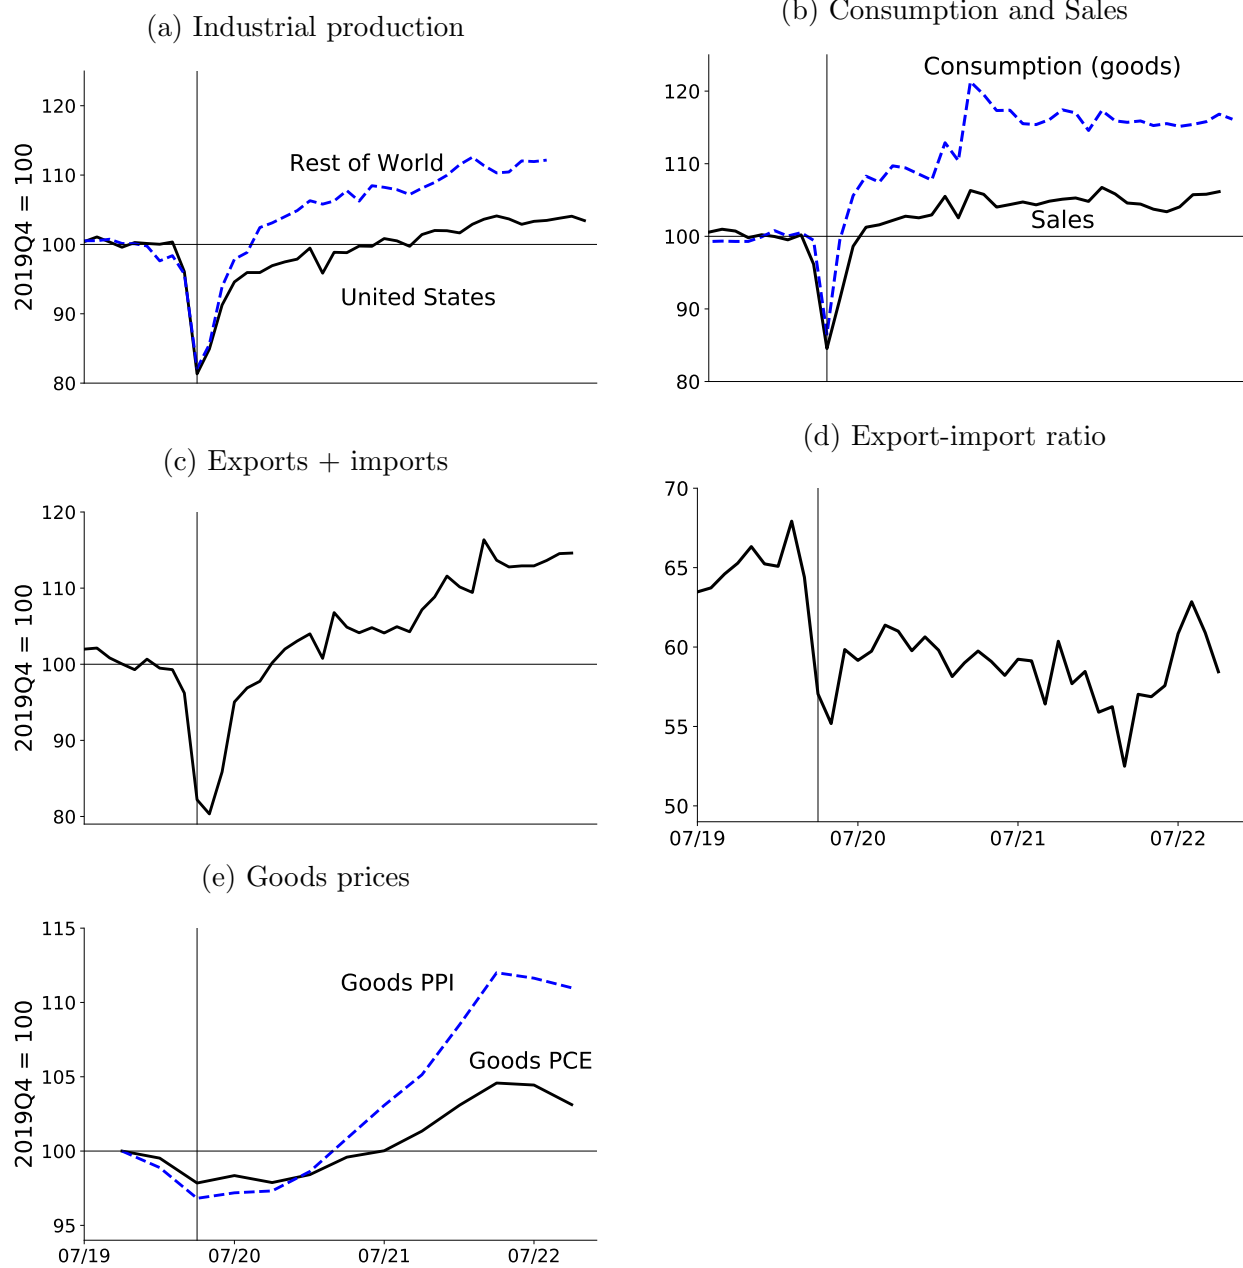 (a) Industrial production
2019Q4 = 100
120
110
100
90
80
Rest of World
United States
(b) Consumption and Sales
120
110
100
90
80
Consumption (goods)
Sales
(c) Exports + imports
2019Q4 = 100
120
110
100
90
80
(d) Export-import ratio
70
65
60
55
50
07/19 07/20 07/21 07/22
(e) Goods prices
2019Q4 = 100
115
110
105
100
95
Goods PPI
Goods PCE
07/19 07/20 07/21 07/22